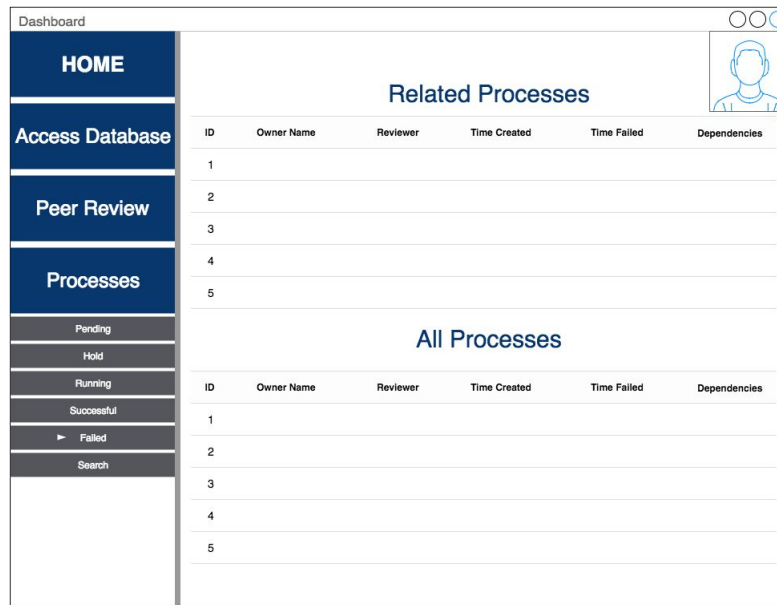 Dashboard
HOME
Access Database
Peer Review
Processes
Pending
Hold
Running
Successful
► Failed
Search
Related Processes
ID Owner Name Reviewer Time Created Time Failed Dependencies
1
2
3
4
5
All Processes
ID Owner Name Reviewer Time Created Time Failed Dependencies
1
2
3
4
5